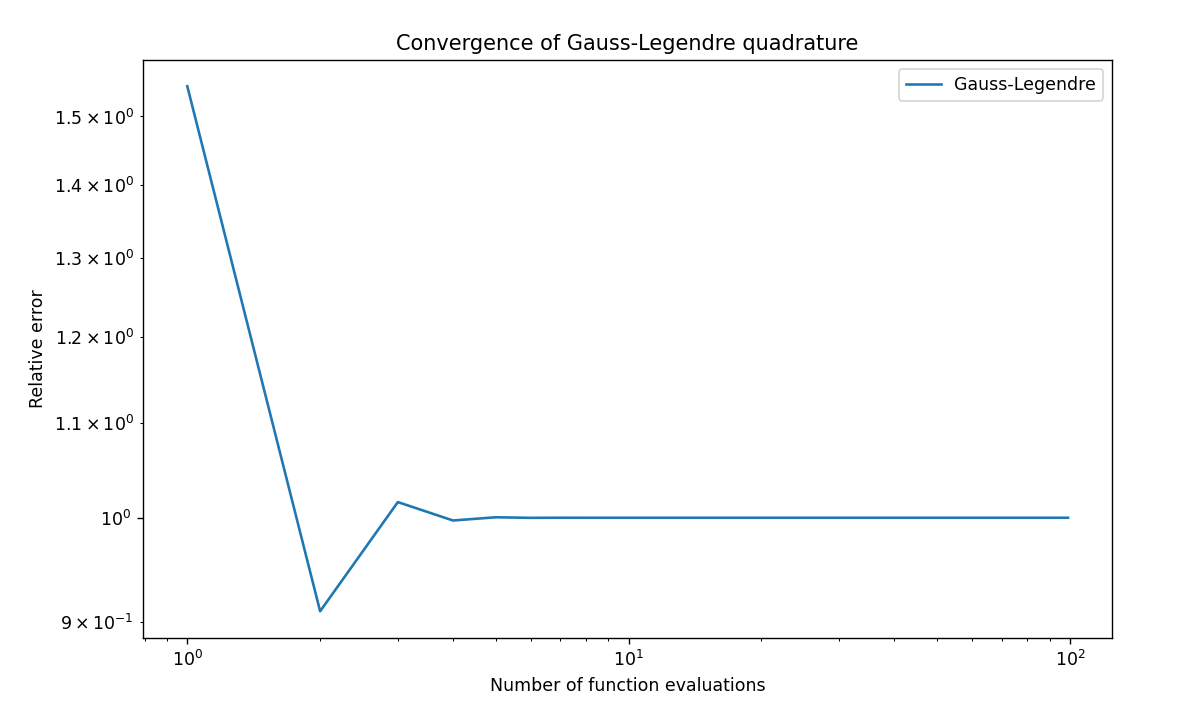 Convergence of Gauss-Legendre quadrature
Gauss-Legendre
1.5 × 10⁰
1.4 × 10⁰
1.3 × 10⁰
1.2 × 10⁰
1.1 × 10⁰
10⁰
9 × 10⁻¹
Relative error
10⁰ 10¹ 10²
Number of function evaluations